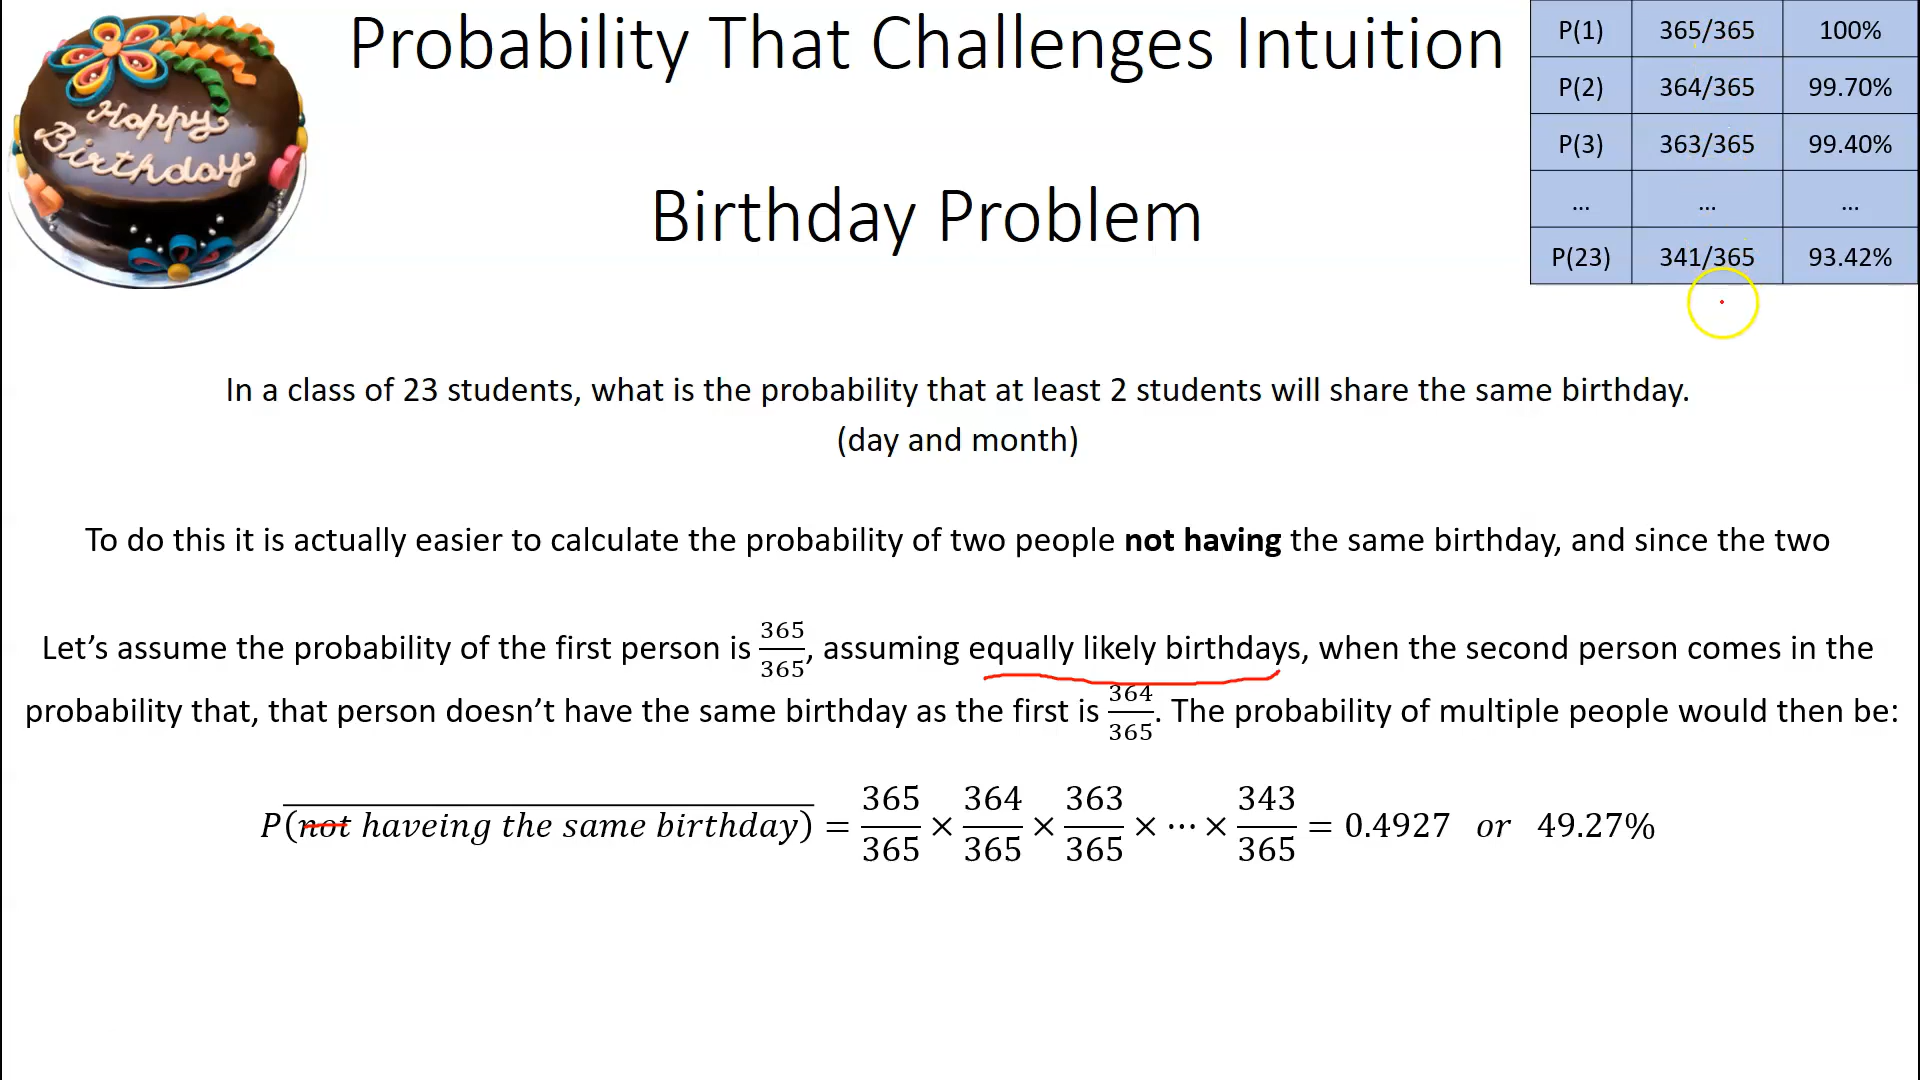 Happy
Birthday
Probability That Challenges Intuition
Birthday Problem
P(1) 365/365 100%
P(2) 364/365 99.70%
P(3) 363/365 99.40%
... ... ...
P(23) 341/365 93.42%
In a class of 23 students, what is the probability that at least 2 students will share the same birthday.
(day and month)
To do this it is actually easier to calculate the probability of two people not having the same birthday, and since the two
Let’s assume the probability of the first person is 365/365, assuming equally likely birthdays, when the second person comes in the
probability that, that person doesn’t have the same birthday as the first is 364/365. The probability of multiple people would then be:
P(not haveing the same birthday) = 365/365 × 364/365 × 363/365 × ⋯ × 343/365 = 0.4927 or 49.27%